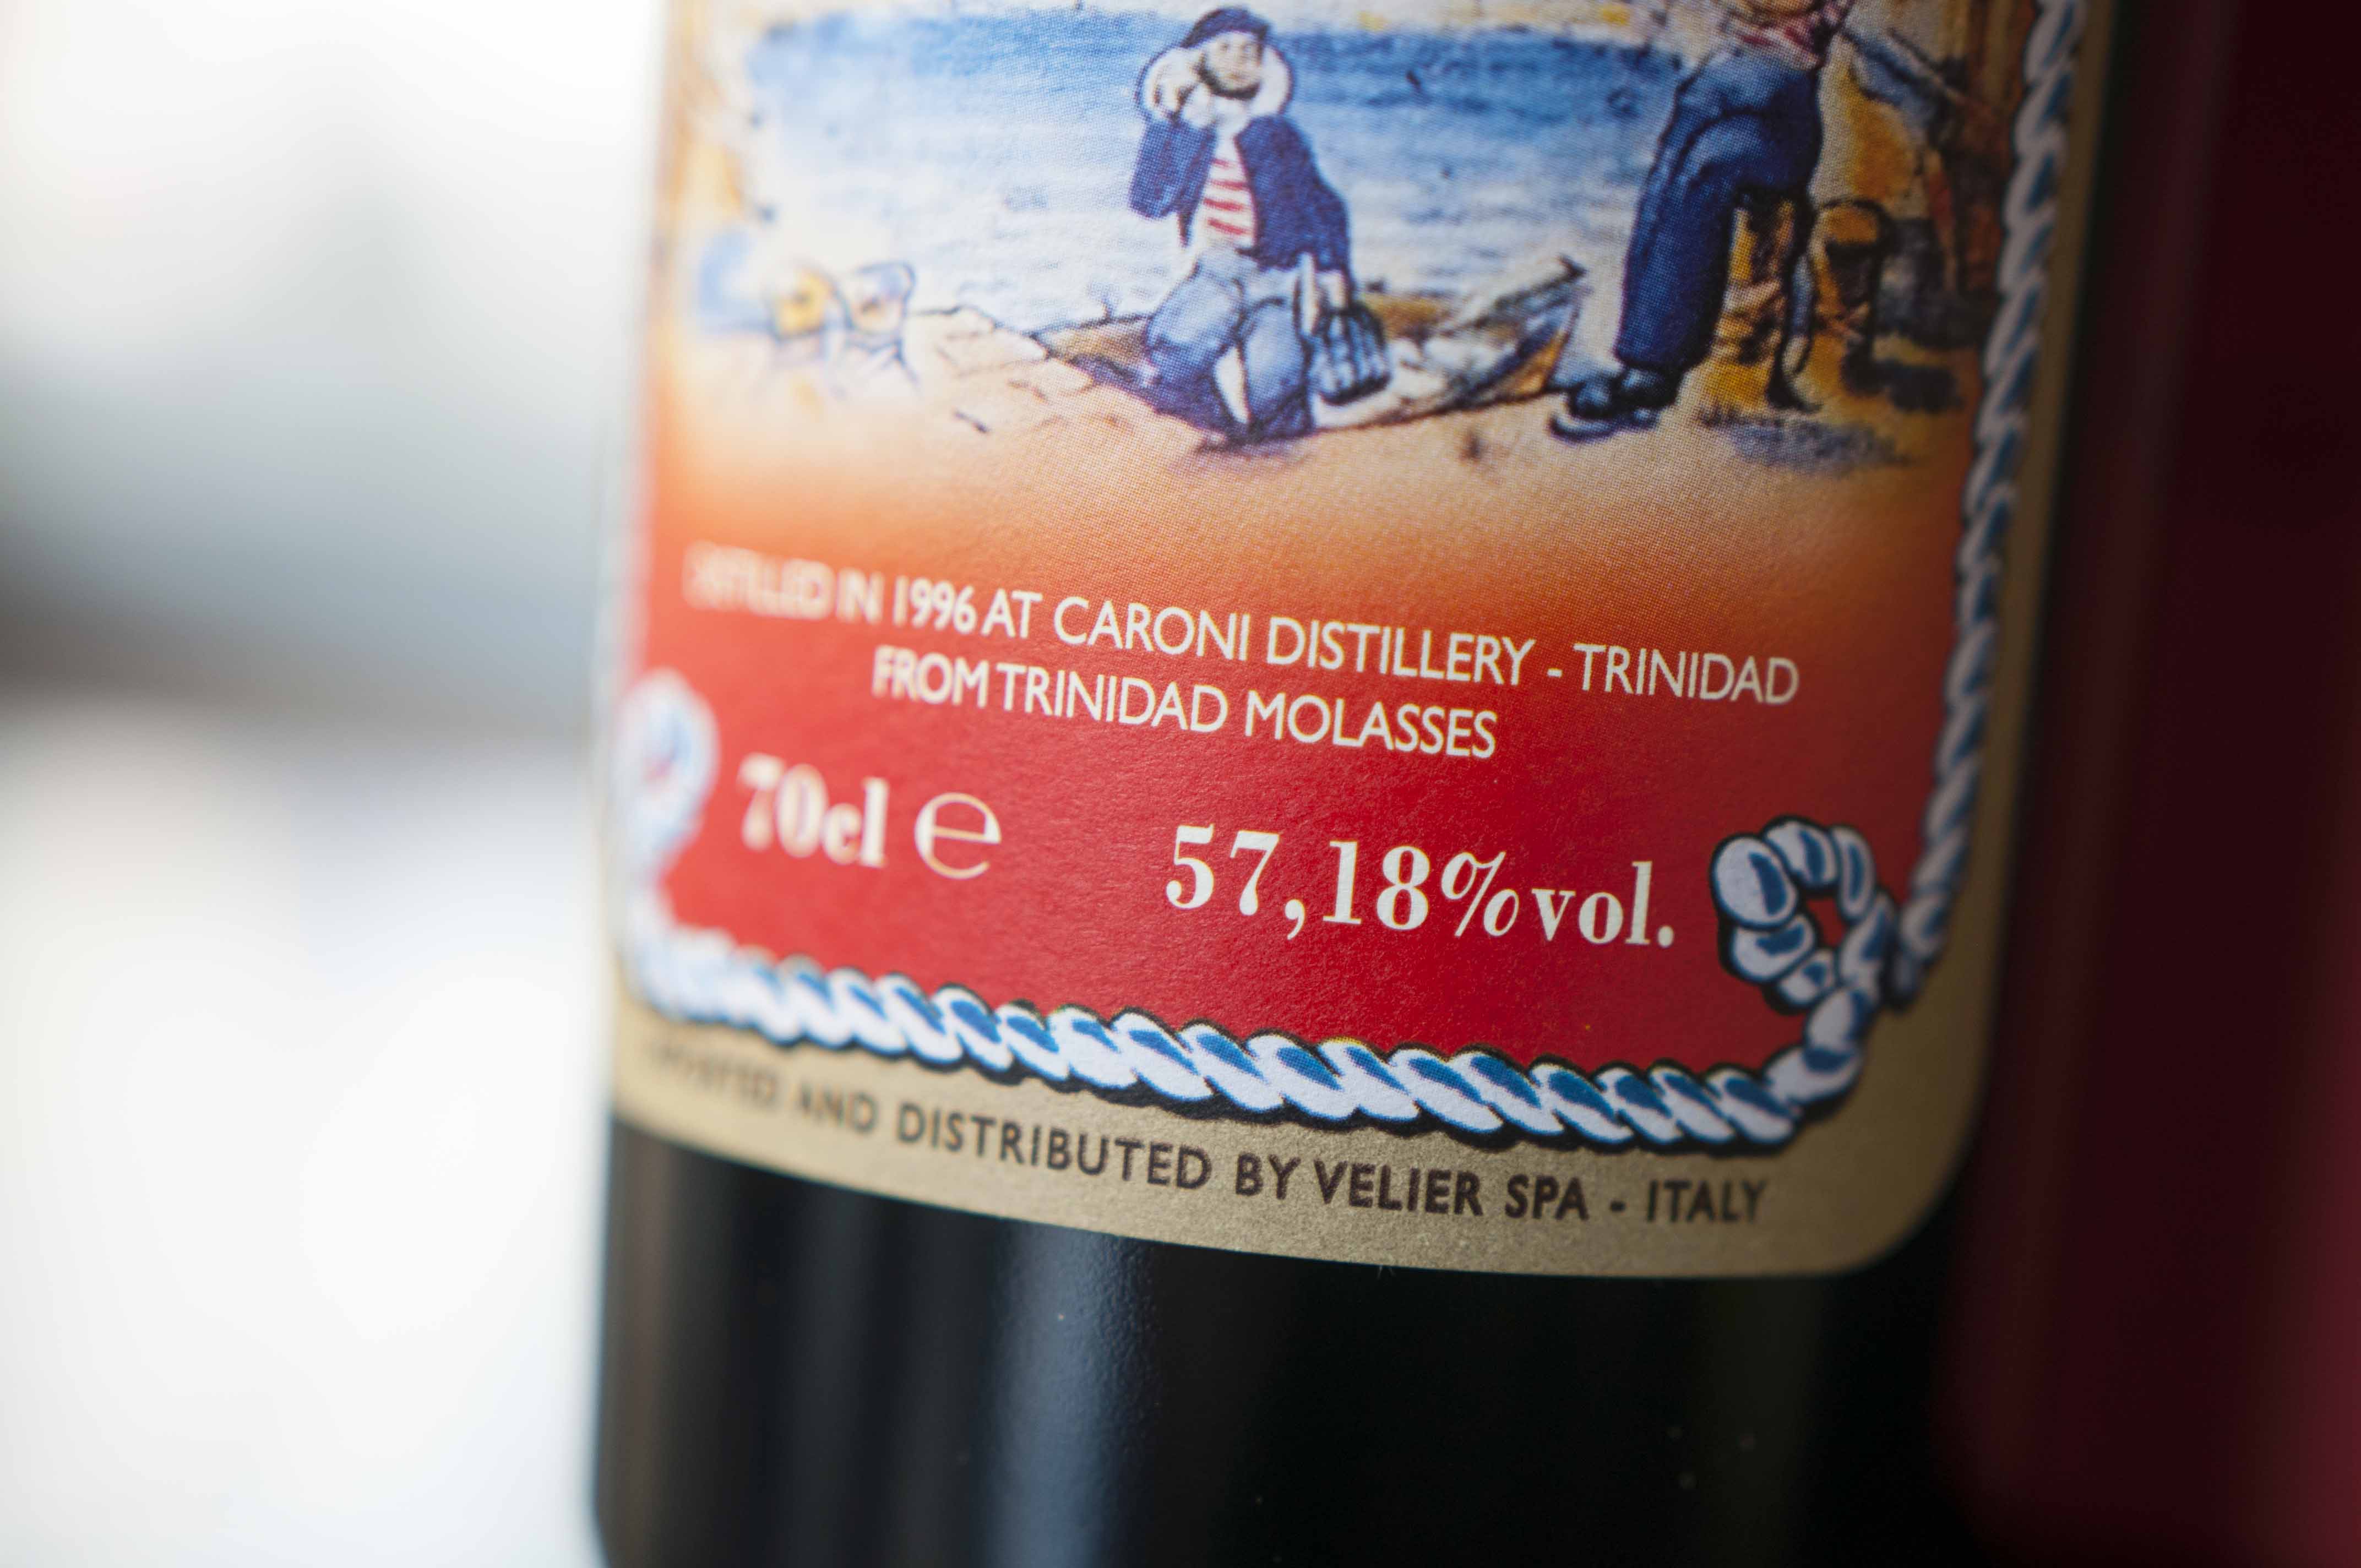 DISTILLED IN 1996 AT CARONI DISTILLERY - TRINIDAD
FROM TRINIDAD MOLASSES
70cl ℮ 57,18% vol.
IMPORTED AND DISTRIBUTED BY VELIER SPA - ITALY